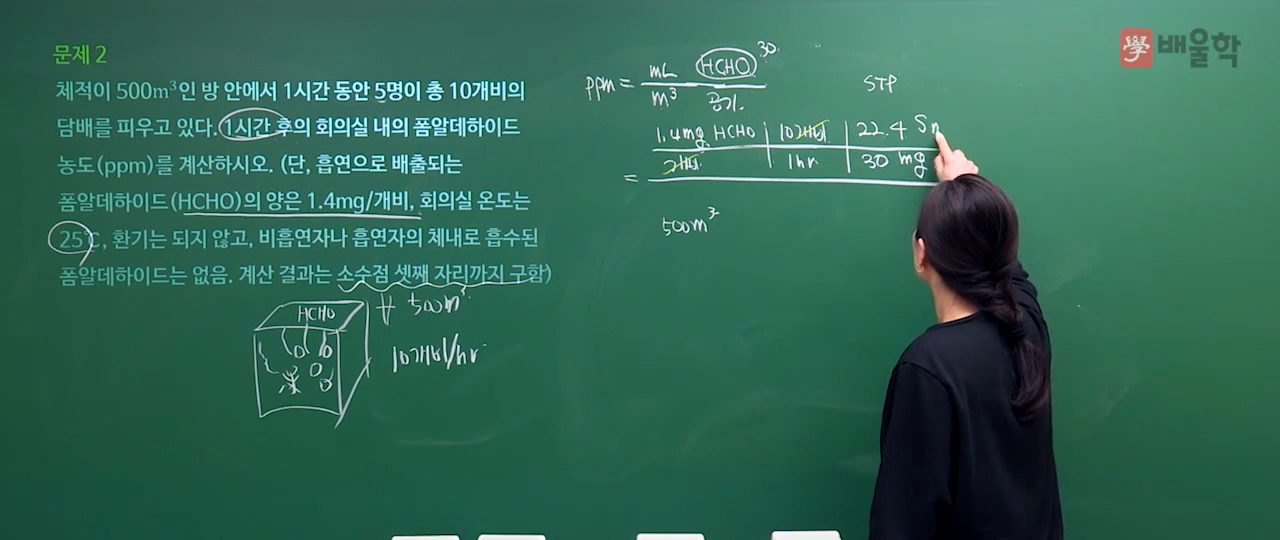 學 배울학
문제 2
체적이 500m³인 방 안에서 1시간 동안 5명이 총 10개비의
담배를 피우고 있다. 1시간 후의 회의실 내의 폼알데하이드
농도(ppm)를 계산하시오. (단, 흡연으로 배출되는
폼알데하이드(HCHO)의 양은 1.4mg/개비, 회의실 온도는
25℃, 환기는 되지 않고, 비흡연자나 흡연자의 체내로 흡수된
폼알데하이드는 없음. 계산 결과는 소수점 셋째 자리까지 구함)
HCHO
500m³
10개비/hr
ppm = mL HCHO 30
m³ 공기
STP
1.4mg HCHO 10개비 22.4 Sm
개비 1hr 30 mg
=
500m³